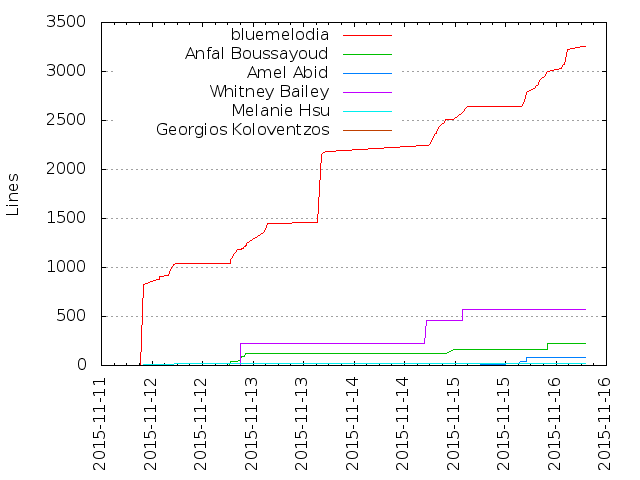 3500
3000
2500
2000
1500
1000
500
0
Lines
bluemelodia
Anfal Boussayoud
Amel Abid
Whitney Bailey
Melanie Hsu
Georgios Koloventzos
2015-11-11
2015-11-12
2015-11-12
2015-11-13
2015-11-13
2015-11-14
2015-11-14
2015-11-15
2015-11-15
2015-11-16
2015-11-16